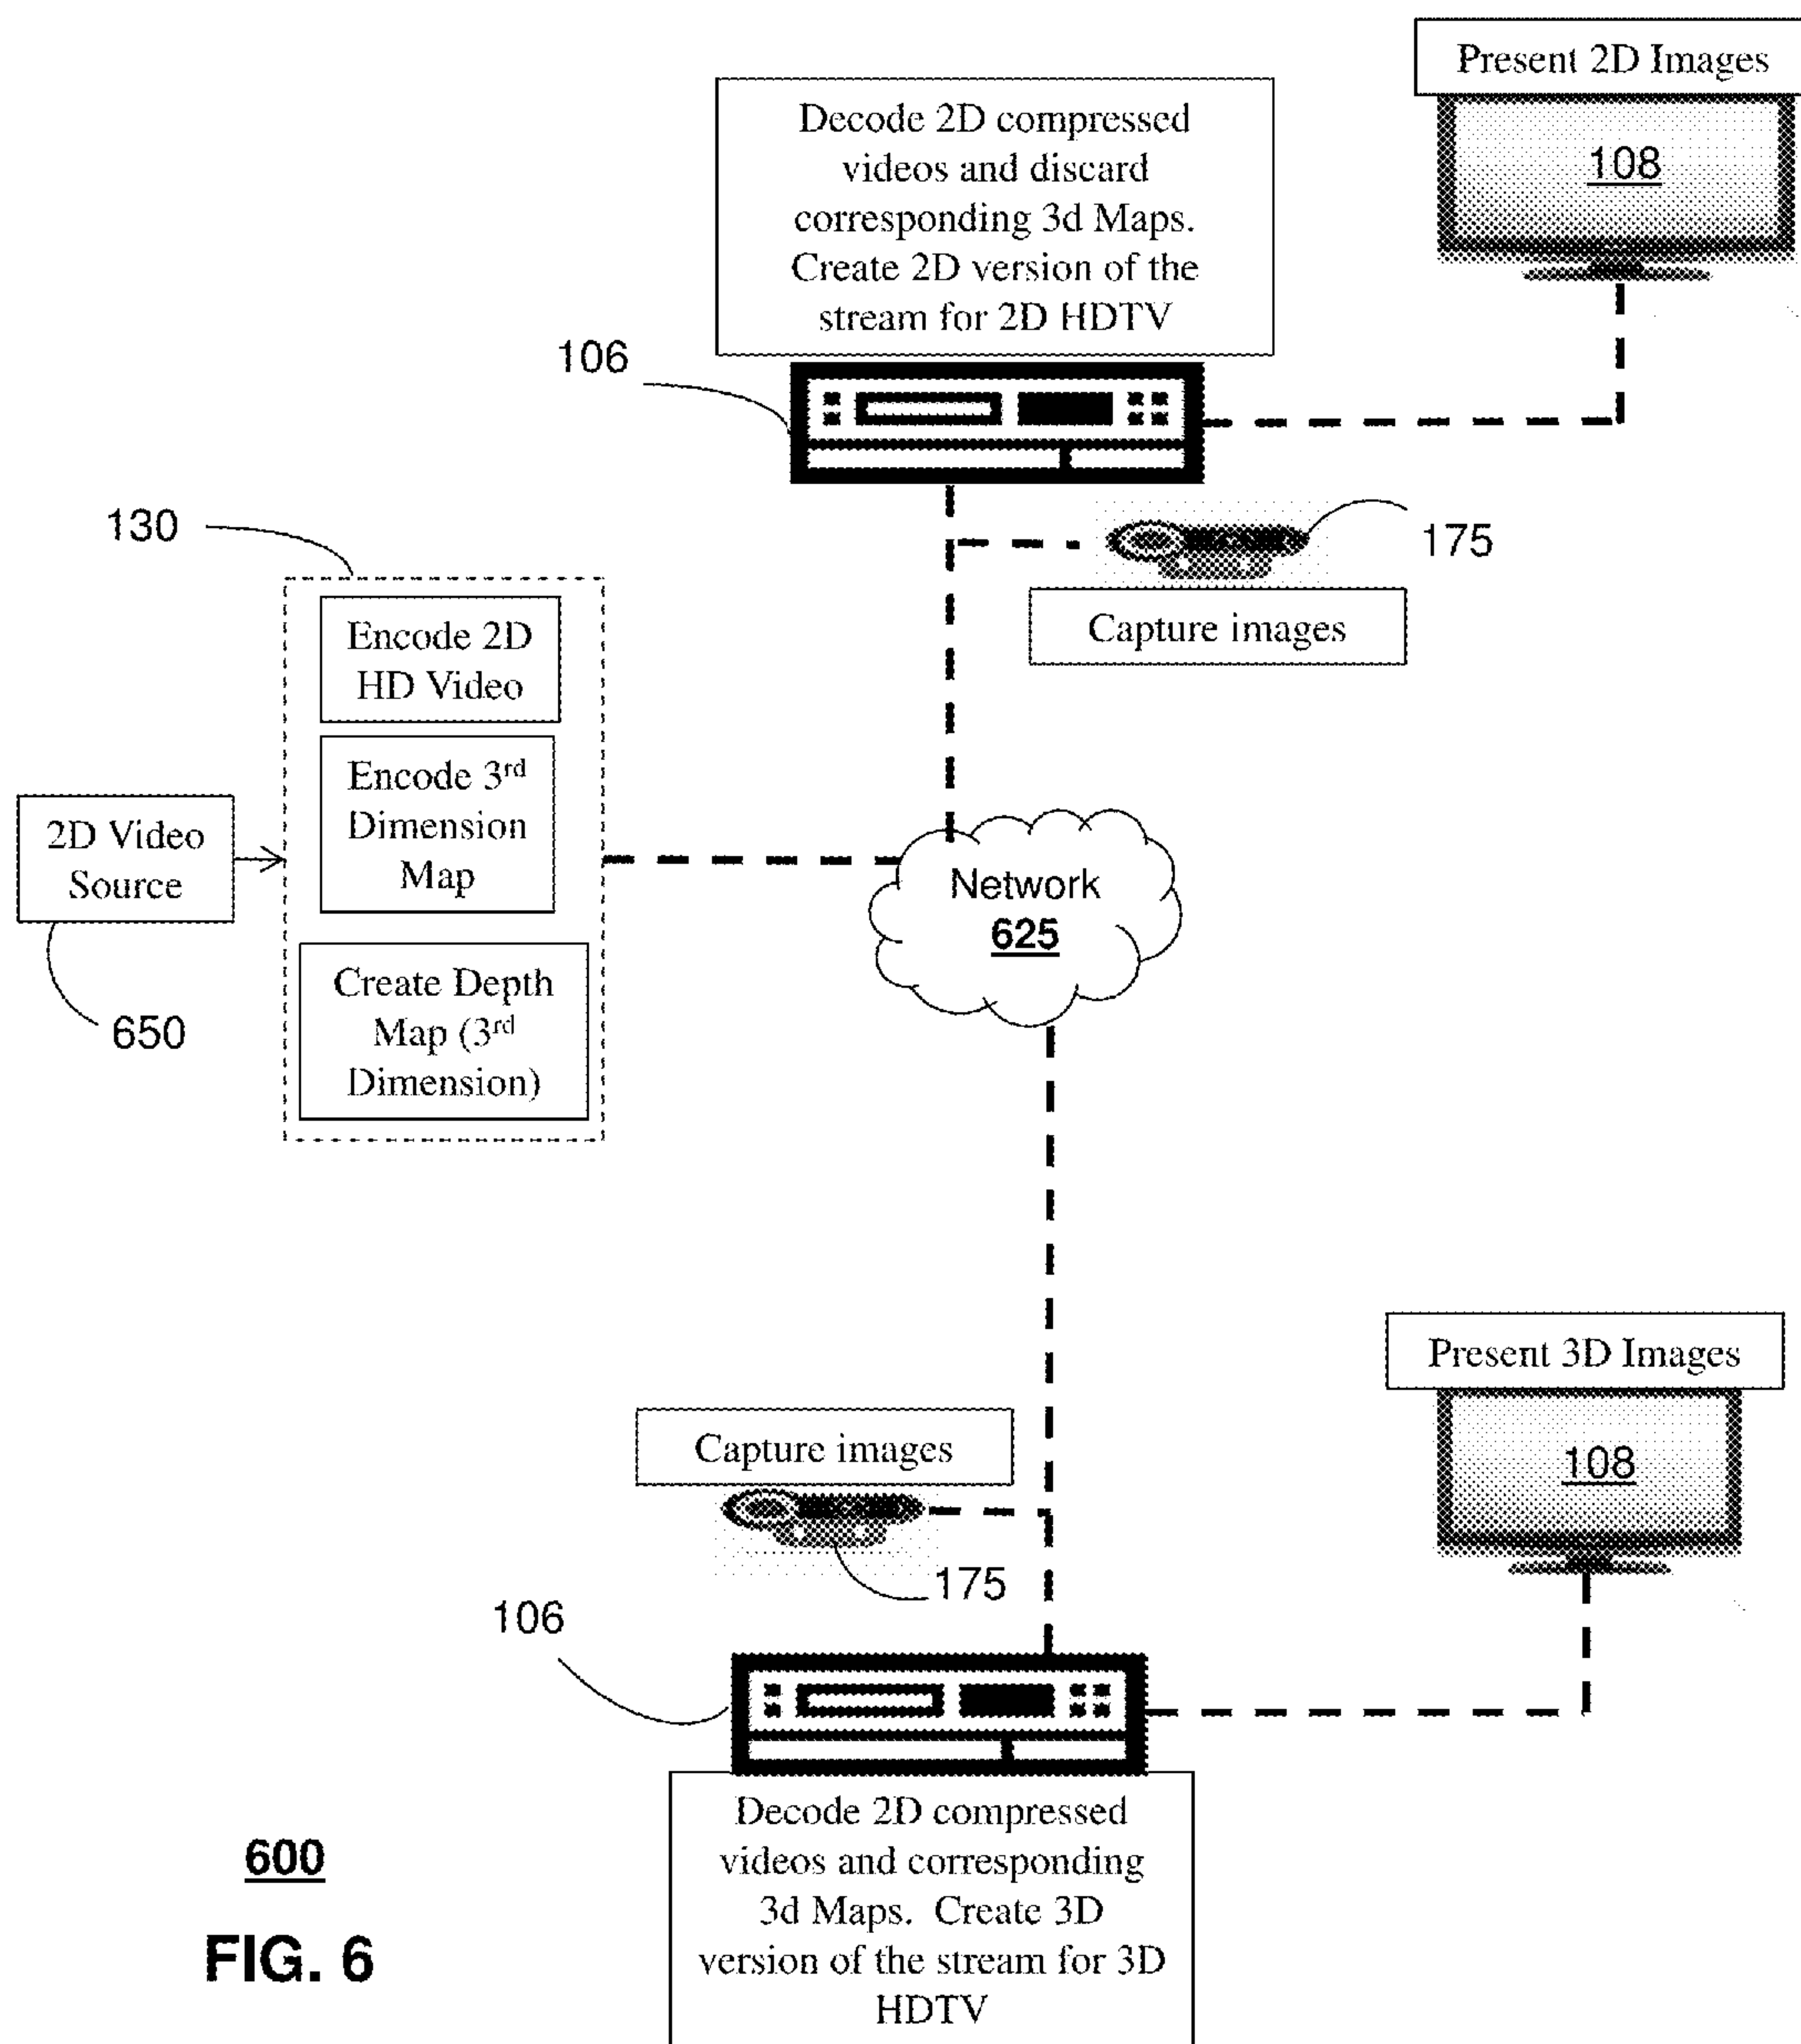 Present 2D Images
108
Decode 2D compressed
videos and discard
corresponding 3d Maps.
Create 2D version of the
stream for 2D HDTV
106
175
Capture images
130
Encode 2D
HD Video
Encode 3rd
Dimension
Map
Create Depth
Map (3rd
Dimension)
2D Video
Source
650
Network
625
Present 3D Images
108
Capture images
175
106
Decode 2D compressed
videos and corresponding
3d Maps. Create 3D
version of the stream for 3D
HDTV
600
FIG. 6